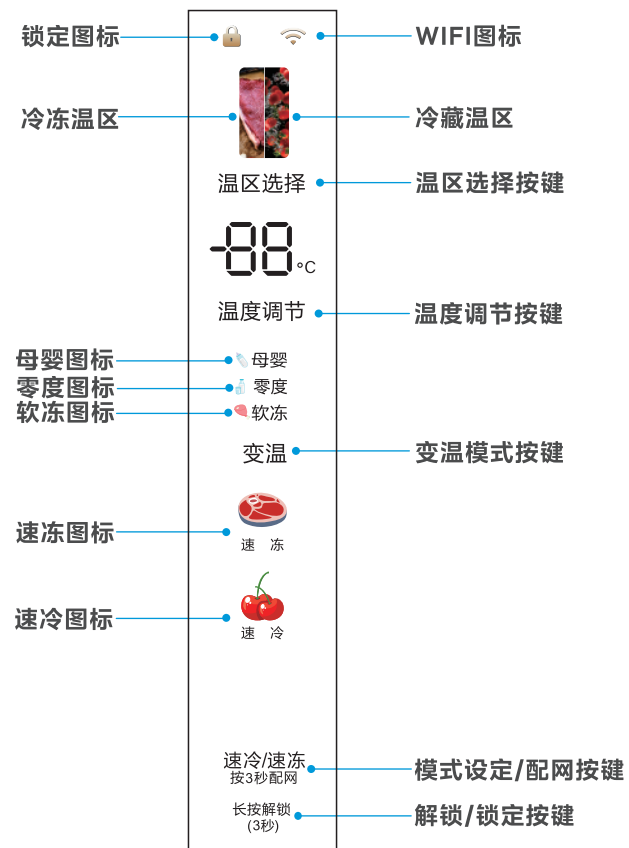 锁定图标
WIFI图标
冷冻温区
冷藏温区
温区选择
温区选择按键
-88°C
温度调节
温度调节按键
母婴图标
母婴
零度图标
零度
软冻图标
软冻
变温
变温模式按键
速冻图标
速 冻
速冷图标
速 冷
速冷/速冻
按3秒配网
模式设定/配网按键
长按解锁
(3秒)
解锁/锁定按键